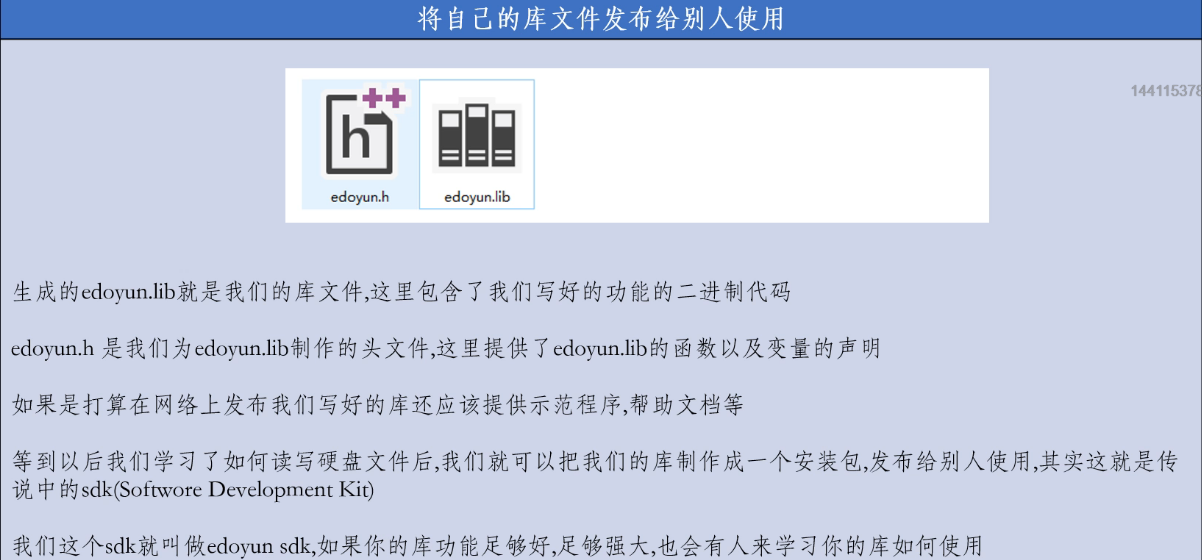 将自己的库文件发布给别人使用
144115378
h++
edoyun.h
edoyun.lib
生成的edoyun.lib就是我们的库文件,这里包含了我们写好的功能的二进制代码
edoyun.h 是我们为edoyun.lib制作的头文件,这里提供了edoyun.lib的函数以及变量的声明
如果是打算在网络上发布我们写好的库还应该提供示范程序,帮助文档等
等到以后我们学习了如何读写硬盘文件后,我们就可以把我们的库制作成一个安装包,发布给别人使用,其实这就是传
说中的sdk(Softwore Development Kit)
我们这个sdk就叫做edoyun sdk,如果你的库功能足够好,足够强大,也会有人来学习你的库如何使用